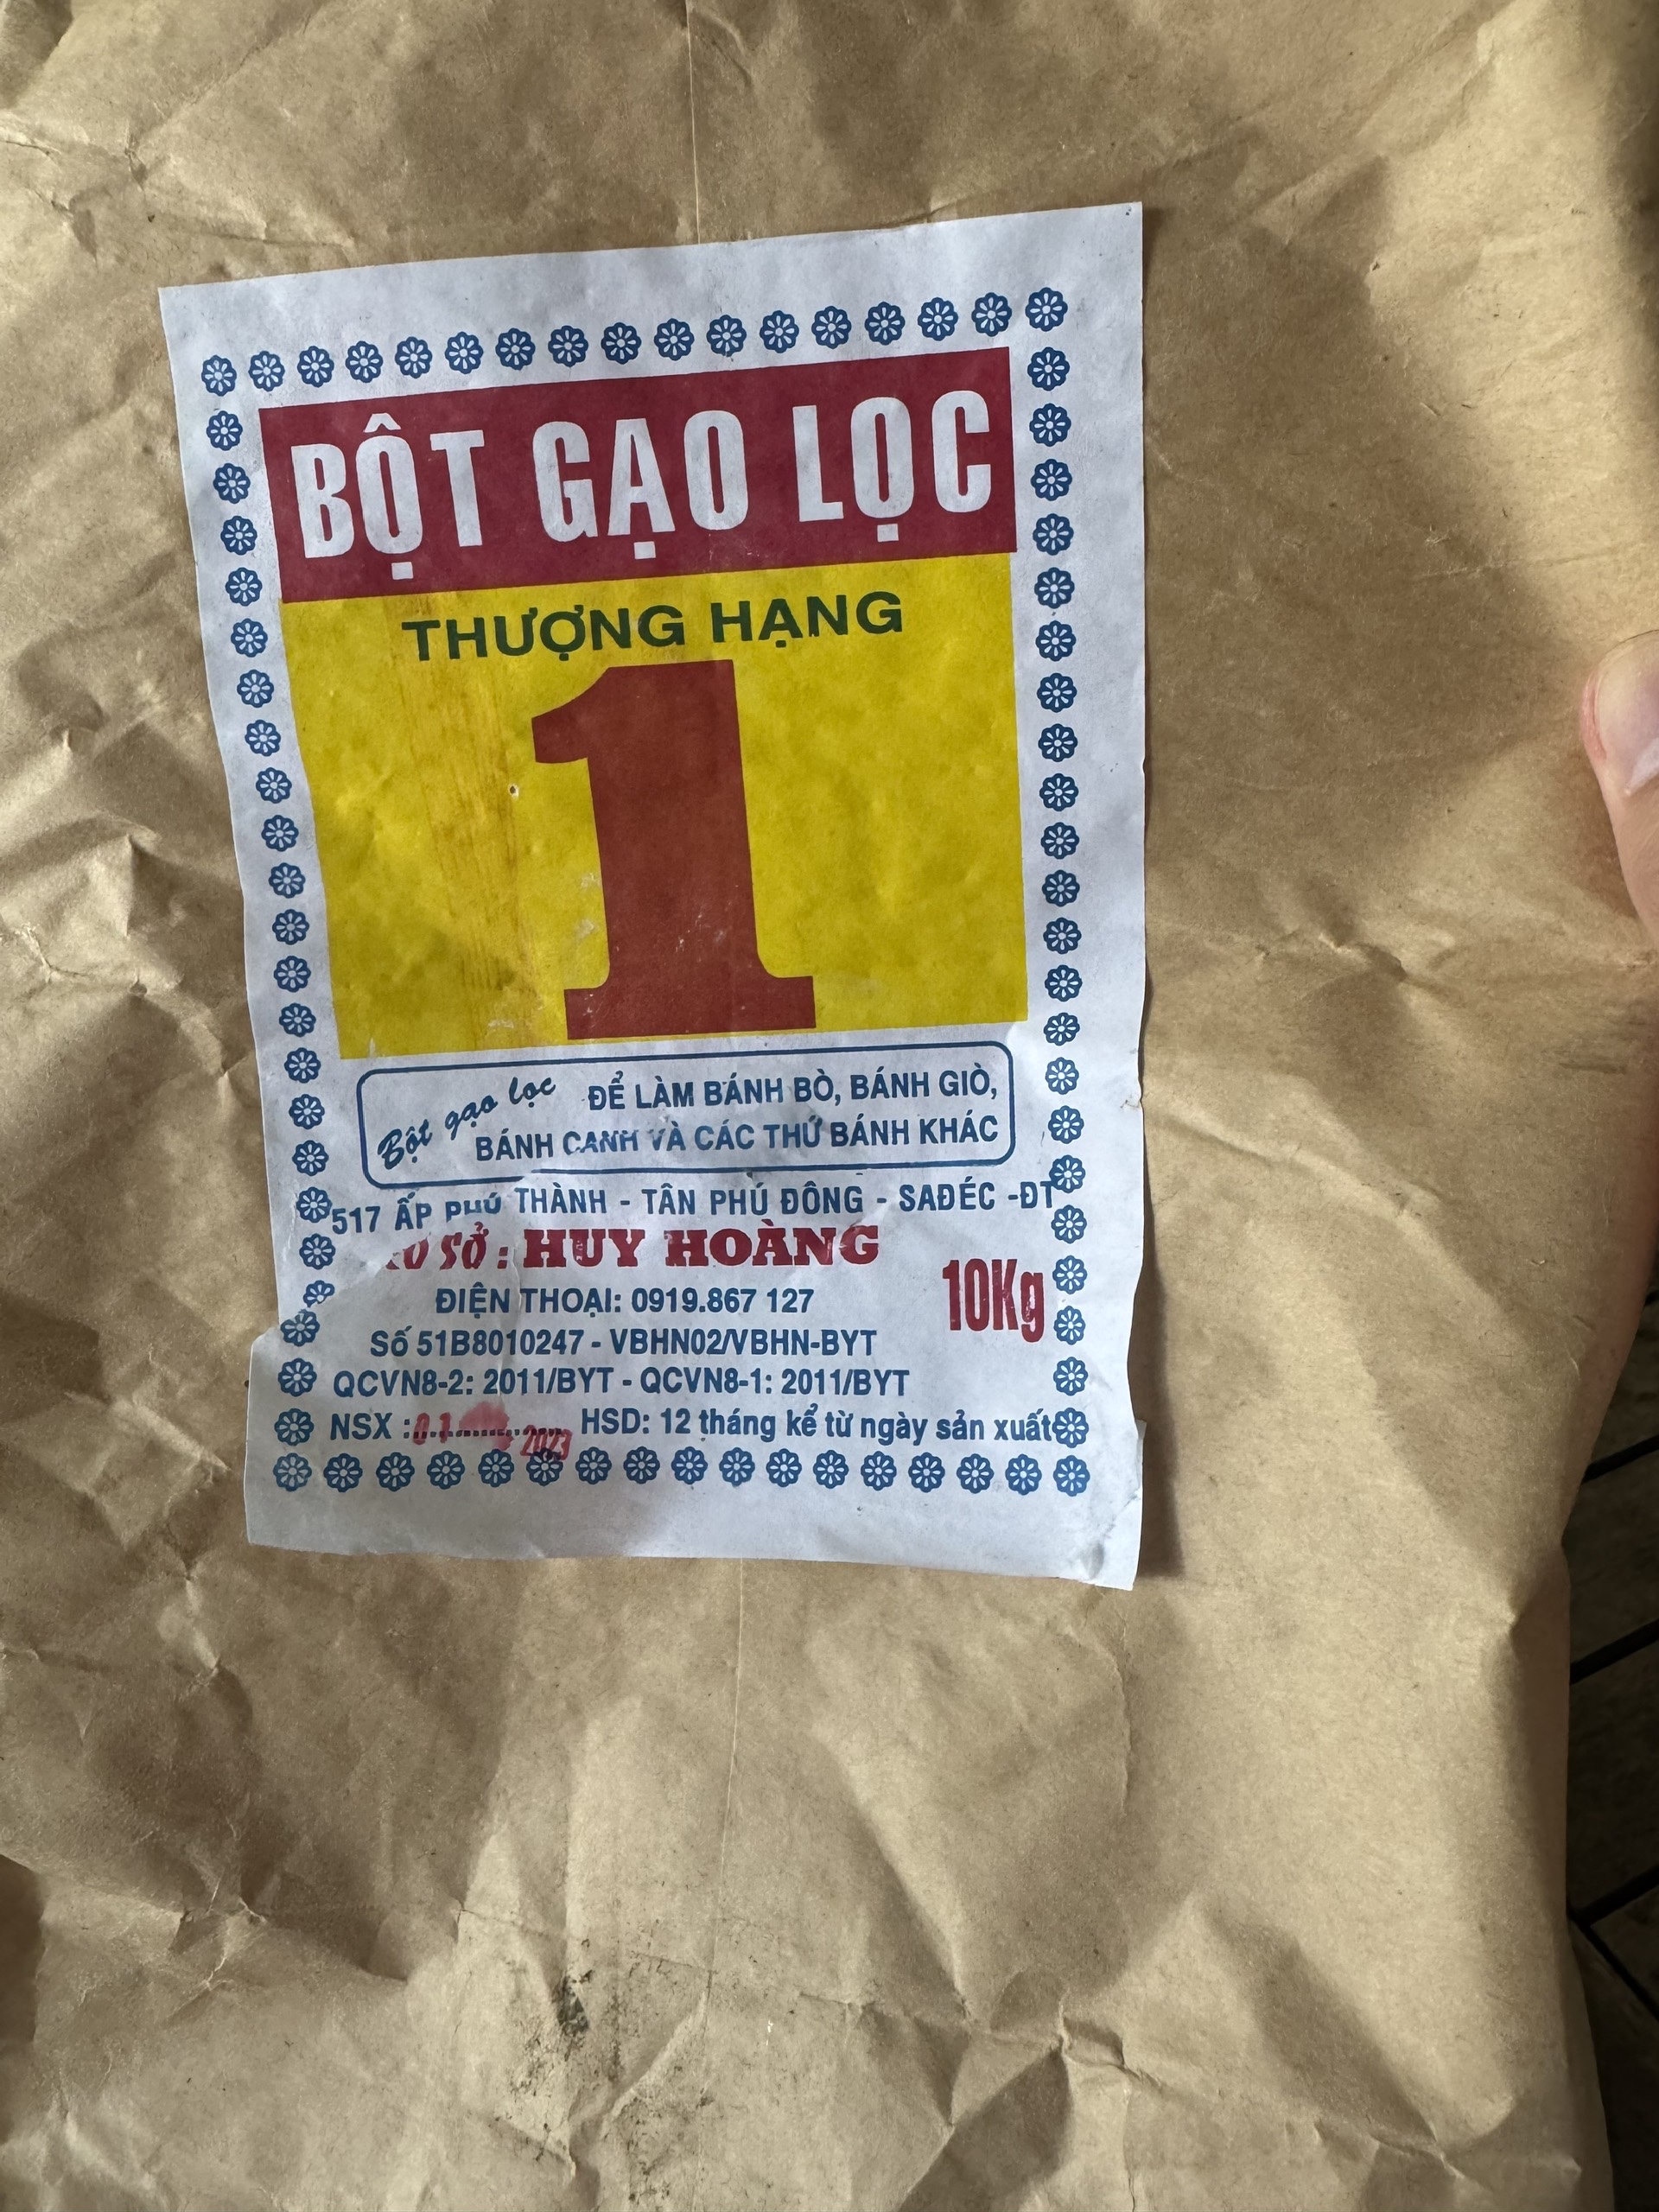 BỘT GẠO LỌC
THƯỢNG HẠNG
1
Bột gạo lọc ĐỂ LÀM BÁNH BÒ, BÁNH GIÒ,
BÁNH CANH VÀ CÁC THỨ BÁNH KHÁC
517 ẤP PHÚ THÀNH - TÂN PHÚ ĐÔNG - SAĐÉC -ĐT
SỞ : HUY HOÀNG
10Kg
ĐIỆN THOẠI: 0919.867 127
Số 51B8010247 - VBHN02/VBHN-BYT
QCVN8-2: 2011/BYT - QCVN8-1: 2011/BYT
NSX : 01 2023 HSD: 12 tháng kể từ ngày sản xuất